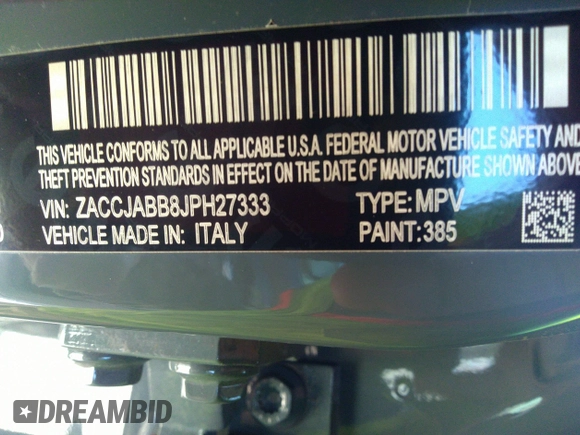 THIS VEHICLE CONFORMS TO ALL APPLICABLE U.S.A. FEDERAL MOTOR VEHICLE SAFETY AND
THEFT PREVENTION STANDARDS IN EFFECT ON THE DATE OF MANUFACTURE SHOWN ABOVE
VIN: ZACCJABB8JPH27333 TYPE: MPV
VEHICLE MADE IN: ITALY PAINT: 385
DREAMBID